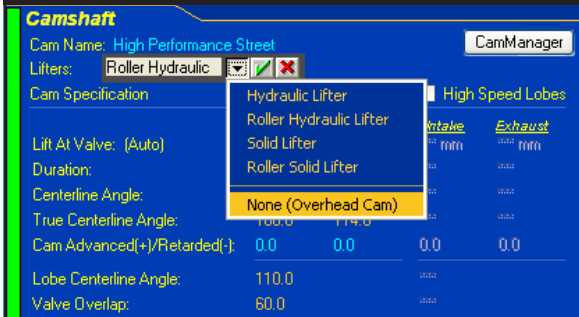 Camshaft
Cam Name: High Performance Street
CamManager
Lifters: Roller Hydraulic
Cam Specification
High Speed Lobes
Hydraulic Lifter
Roller Hydraulic Lifter
Solid Lifter
Roller Solid Lifter
None (Overhead Cam)
Intake Exhaust
Lift At Valve: (Auto) mm mm
Duration:
Centerline Angle:
True Centerline Angle:
Cam Advanced(+)/Retarded(-): 0.0 0.0 0.0 0.0
Lobe Centerline Angle: 110.0
Valve Overlap: 60.0